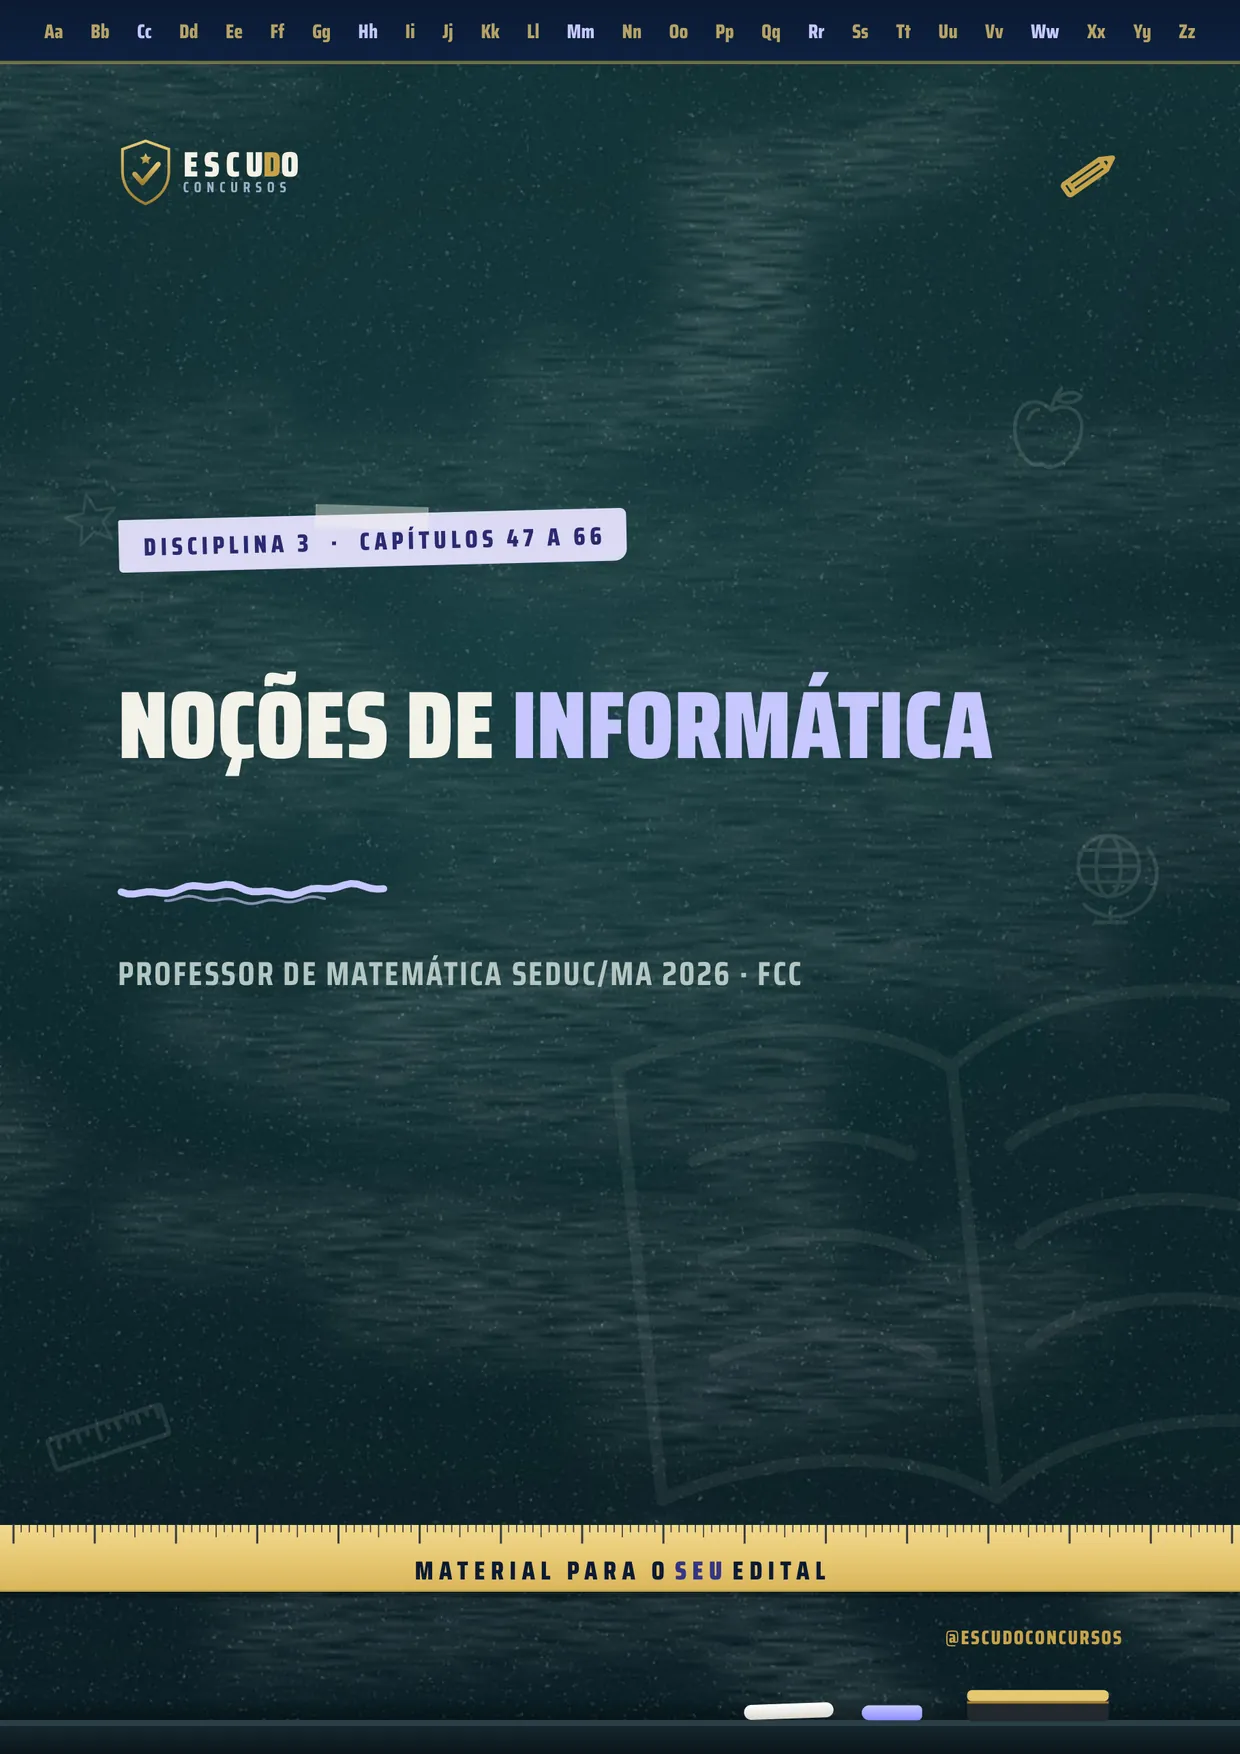 Aa Bb Cc Dd Ee Ff Gg Hh Ii Jj Kk Ll Mm Nn Oo Pp Qq Rr Ss Tt Uu Vv Ww Xx Yy Zz
ESCUDO
CONCURSOS
DISCIPLINA 3 · CAPÍTULOS 47 A 66
NOÇÕES DE INFORMÁTICA
PROFESSOR DE MATEMÁTICA SEDUC/MA 2026 · FCC
MATERIAL PARA O SEU EDITAL
@ESCUDOCONCURSOS